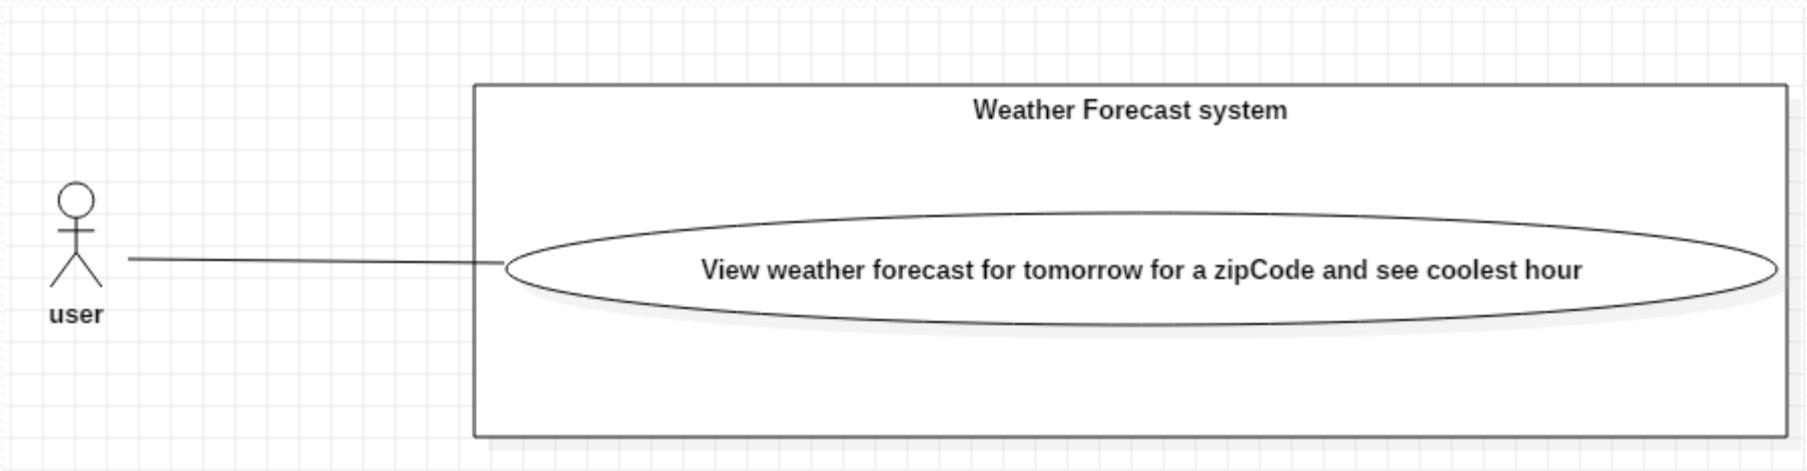 Weather Forecast system
View weather forecast for tomorrow for a zipCode and see coolest hour
user